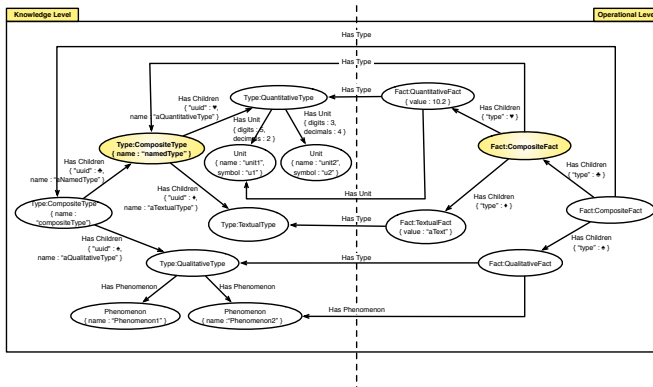 Knowledge Level
Operational Level
Has Type
Has Type
Type:QuantitativeType
Has Type
Fact:QuantitativeFact
{ value : 10.2 }
Has Children
{ "uuid" : ♥,
name : "aQuantitativeType" }
Has Unit
{ digits : 5,
decimals : 2 }
Has Unit
{ digits : 3,
decimals : 4 }
Has Children
{ "type" : ♥ }
Type:CompositeType
{ name : "namedType" }
Fact:CompositeFact
Unit
{ name : "unit1",
symbol : "u1" }
Unit
{ name : "unit2",
symbol : "u2" }
Has Children
{ "uuid" : ♣,
name : "aNamedType" }
Has Children
{ "uuid" : ♦,
name : "aTextualType" }
Has Unit
Has Children
{ "type" : ♣ }
Type:CompositeType
{ name :
"compositeType"}
Has Children
{ "type" : ♦ }
Fact:CompositeFact
Type:TextualType
Has Type
Fact:TextualFact
{ value : "aText" }
Has Children
{ "uuid" : ♠,
name : "aQualitativeType" }
Has Children
{ "type" : ♠ }
Type:QualitativeType
Has Type
Fact:QualitativeFact
Has Phenomenon
Has Phenomenon
Phenomenon
{ name : "Phenomenon1" }
Phenomenon
{ name :"Phenomenon2" }
Has Phenomenon